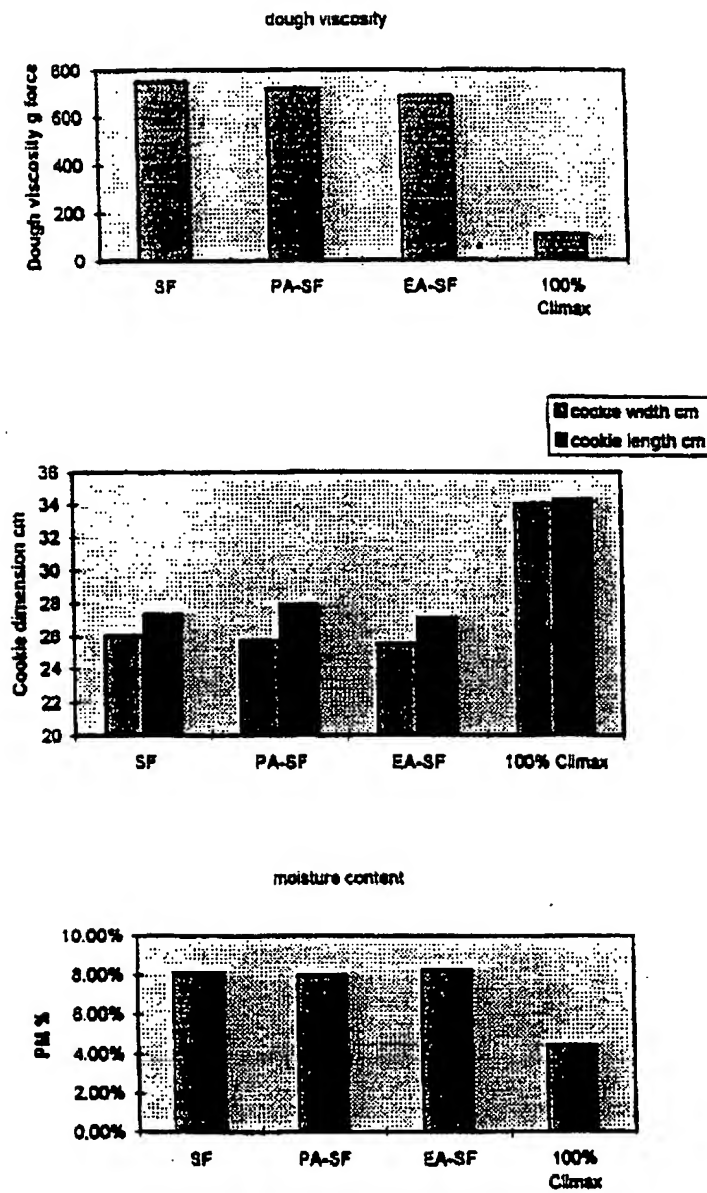 dough viscosity
Dough viscosity g force
800
600
400
200
0
SF PA-SF EA-SF 100%
Climax
cookie width cm
cookie length cm
Cookie dimension cm
36
34
32
30
28
26
24
22
20
SF PA-SF EA-SF 100% Climax
moisture content
PM %
10.00%
8.00%
6.00%
4.00%
2.00%
0.00%
SF PA-SF EA-SF 100%
Climax